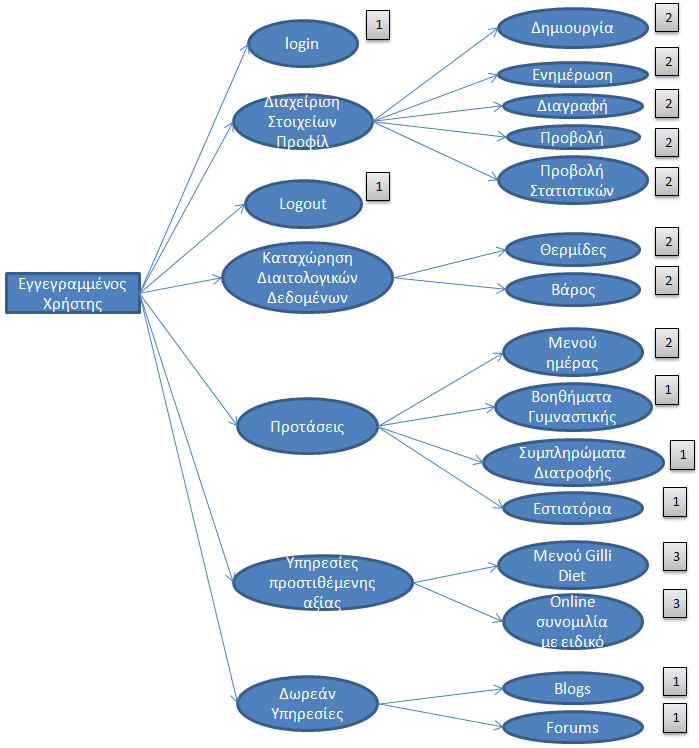 Εγγεγραμμένος
Χρήστης
login
1
Διαχείριση
Στοιχείων
Προφίλ
Δημιουργία
2
Ενημέρωση
2
Διαγραφή
2
Προβολή
2
Προβολή
Στατιστικών
2
Logout
1
Καταχώρηση
Διαιτολογικών
Δεδομένων
Θερμίδες
2
Βάρος
2
Προτάσεις
Μενού
ημέρας
2
Βοηθήματα
Γυμναστικής
1
Συμπληρώματα
Διατροφής
1
Εστιατόρια
1
Υπηρεσίες
προστιθέμενης
αξίας
Μενού Gilli
Diet
3
Online
συνομιλία
με ειδικό
3
Δωρεάν
Υπηρεσίες
Blogs
1
Forums
1